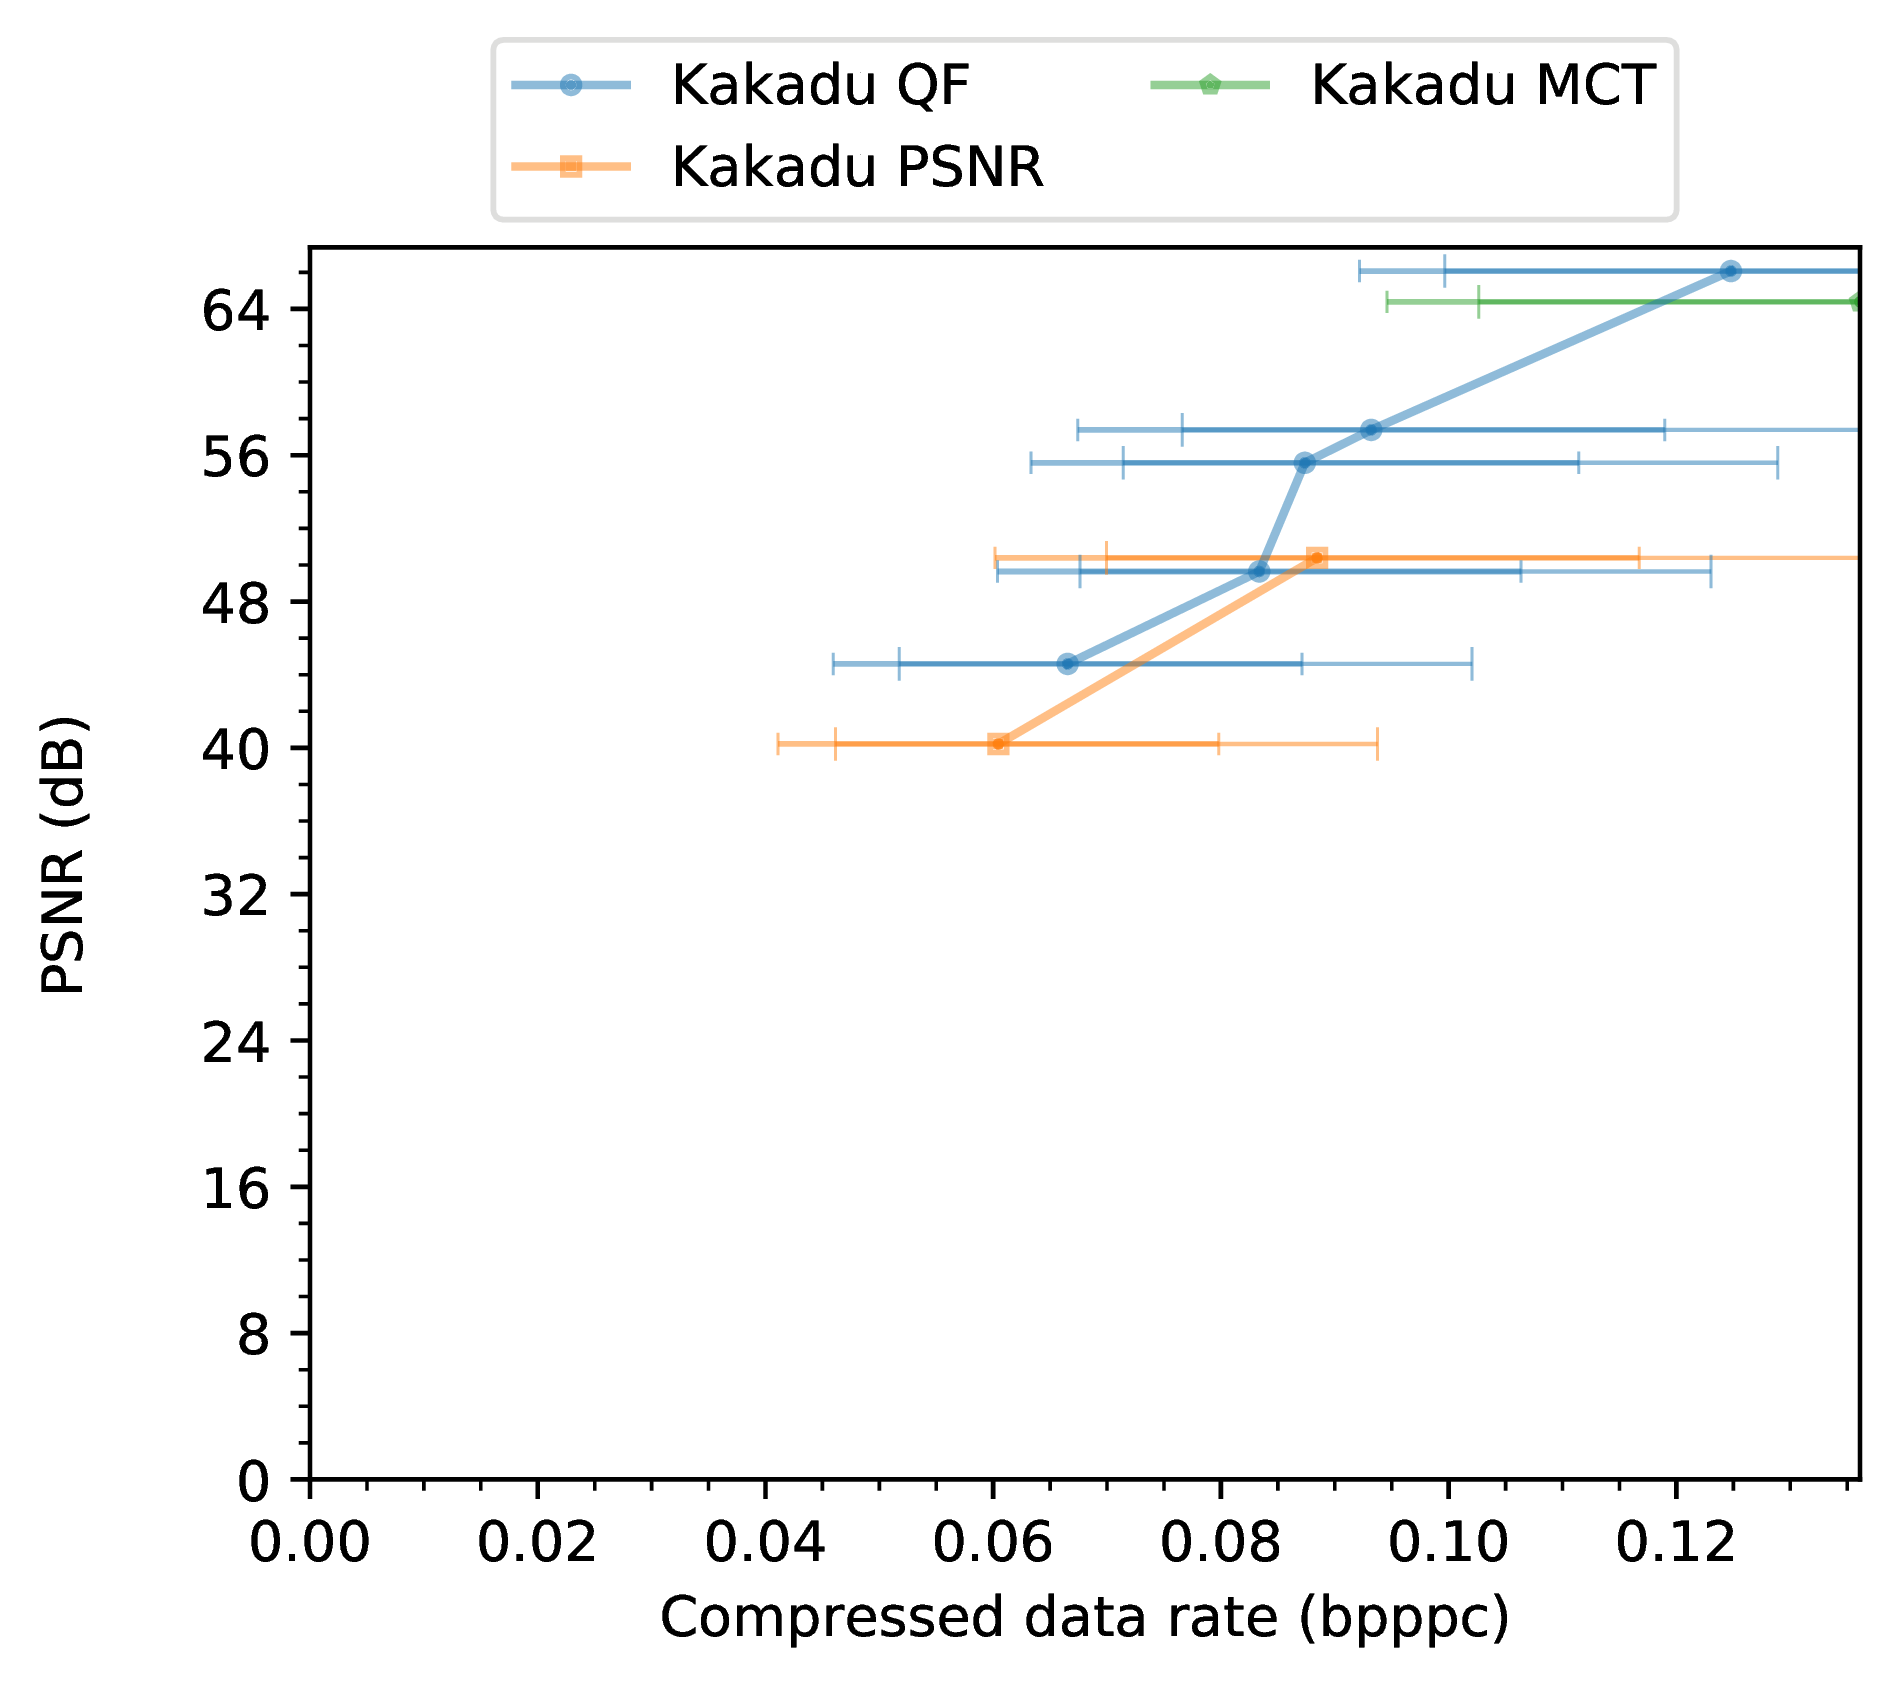 Kakadu QF
Kakadu PSNR
Kakadu MCT
PSNR (dB)
64
56
48
40
32
24
16
8
0
0.00 0.02 0.04 0.06 0.08 0.10 0.12
Compressed data rate (bpppc)